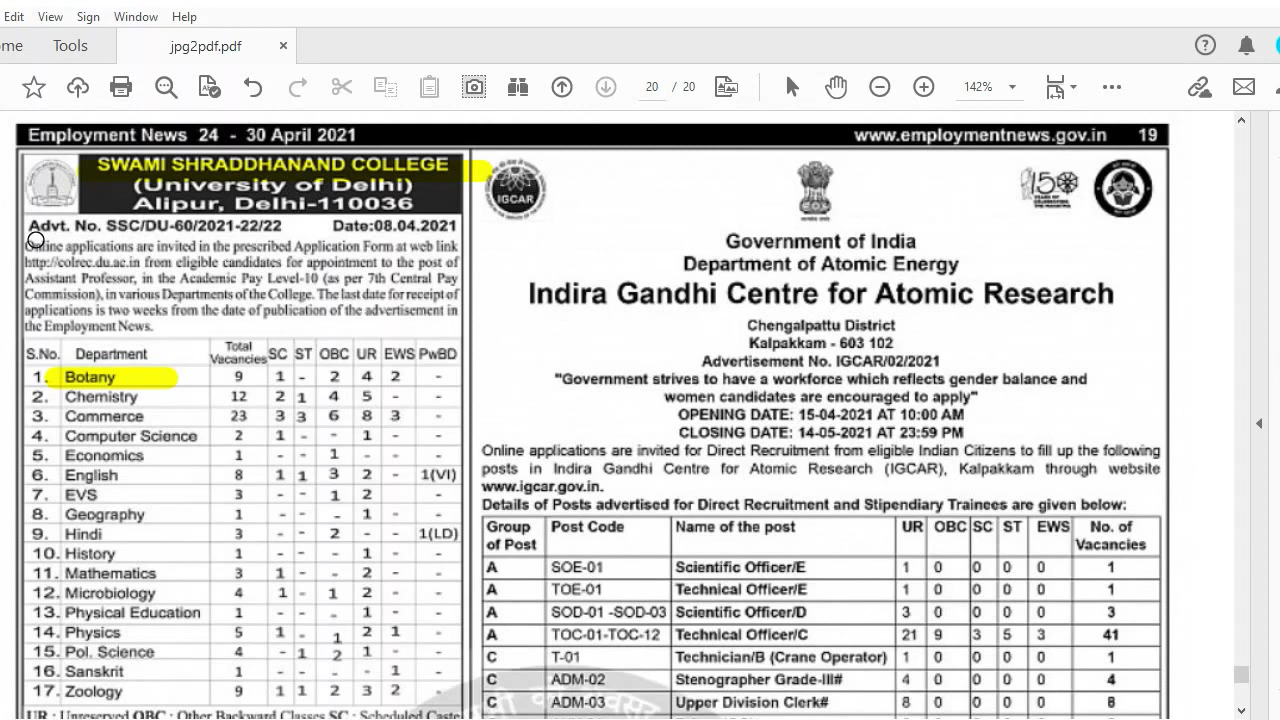 Edit View Sign Window Help
ome Tools jpg2pdf.pdf ×
20 / 20 142%
Employment News 24 - 30 April 2021 www.employmentnews.gov.in 19
SWAMI SHRADDHANAND COLLEGE
(University of Delhi)
Alipur, Delhi-110036
Advt. No. SSC/DU-60/2021-22/22 Date:08.04.2021
Online applications are invited in the prescribed Application Form at web link
http://colrec.du.ac.in from eligible candidates for appointment to the post of
Assistant Professor, in the Academic Pay Level-10 (as per 7th Central Pay
Commission), in various Departments of the College. The last date for receipt of
applications is two weeks from the date of publication of the advertisement in
the Employment News.
S.No. Department Total Vacancies SC ST OBC UR EWS PwBD
1. Botany 9 1 - 2 4 2 -
2. Chemistry 12 2 1 4 5 - -
3. Commerce 23 3 3 6 8 3 -
4. Computer Science 2 1 - - 1 - -
5. Economics 1 - - 1 - - -
6. English 8 1 1 3 2 - 1(VI)
7. EVS 3 - - 1 2 - -
8. Geography 1 - - - 1 - -
9. Hindi 3 - - 2 - - 1(LD)
10. History 1 - - - 1 - -
11. Mathematics 3 1 - - 2 - -
12. Microbiology 4 1 - 1 2 - -
13. Physical Education 1 - - - 1 - -
14. Physics 5 1 - 1 2 1 -
15. Pol. Science 4 - 1 2 1 - -
16. Sanskrit 1 - - - - 1 -
17. Zoology 9 1 1 2 3 2 -
UR : Unreserved OBC : Other Backward Classes SC : Scheduled Caste
IGCAR
150
Government of India
Department of Atomic Energy
Indira Gandhi Centre for Atomic Research
Chengalpattu District
Kalpakkam - 603 102
Advertisement No. IGCAR/02/2021
"Government strives to have a workforce which reflects gender balance and
women candidates are encouraged to apply"
OPENING DATE: 15-04-2021 AT 10:00 AM
CLOSING DATE: 14-05-2021 AT 23:59 PM
Online applications are invited for Direct Recruitment from eligible Indian Citizens to fill up the following
posts in Indira Gandhi Centre for Atomic Research (IGCAR), Kalpakkam through website
www.igcar.gov.in.
Details of Posts advertised for Direct Recruitment and Stipendiary Trainees are given below:
Group of Post Post Code Name of the post UR OBC SC ST EWS No. of Vacancies
A SOE-01 Scientific Officer/E 1 0 0 0 0 1
A TOE-01 Technical Officer/E 1 0 0 0 0 1
A SOD-01 -SOD-03 Scientific Officer/D 3 0 0 0 0 3
A TOC-01-TOC-12 Technical Officer/C 21 9 3 5 3 41
C T-01 Technician/B (Crane Operator) 1 0 0 0 0 1
C ADM-02 Stenographer Grade-III# 4 0 0 0 0 4
C ADM-03 Upper Division Clerk# 8 0 0 0 0 8